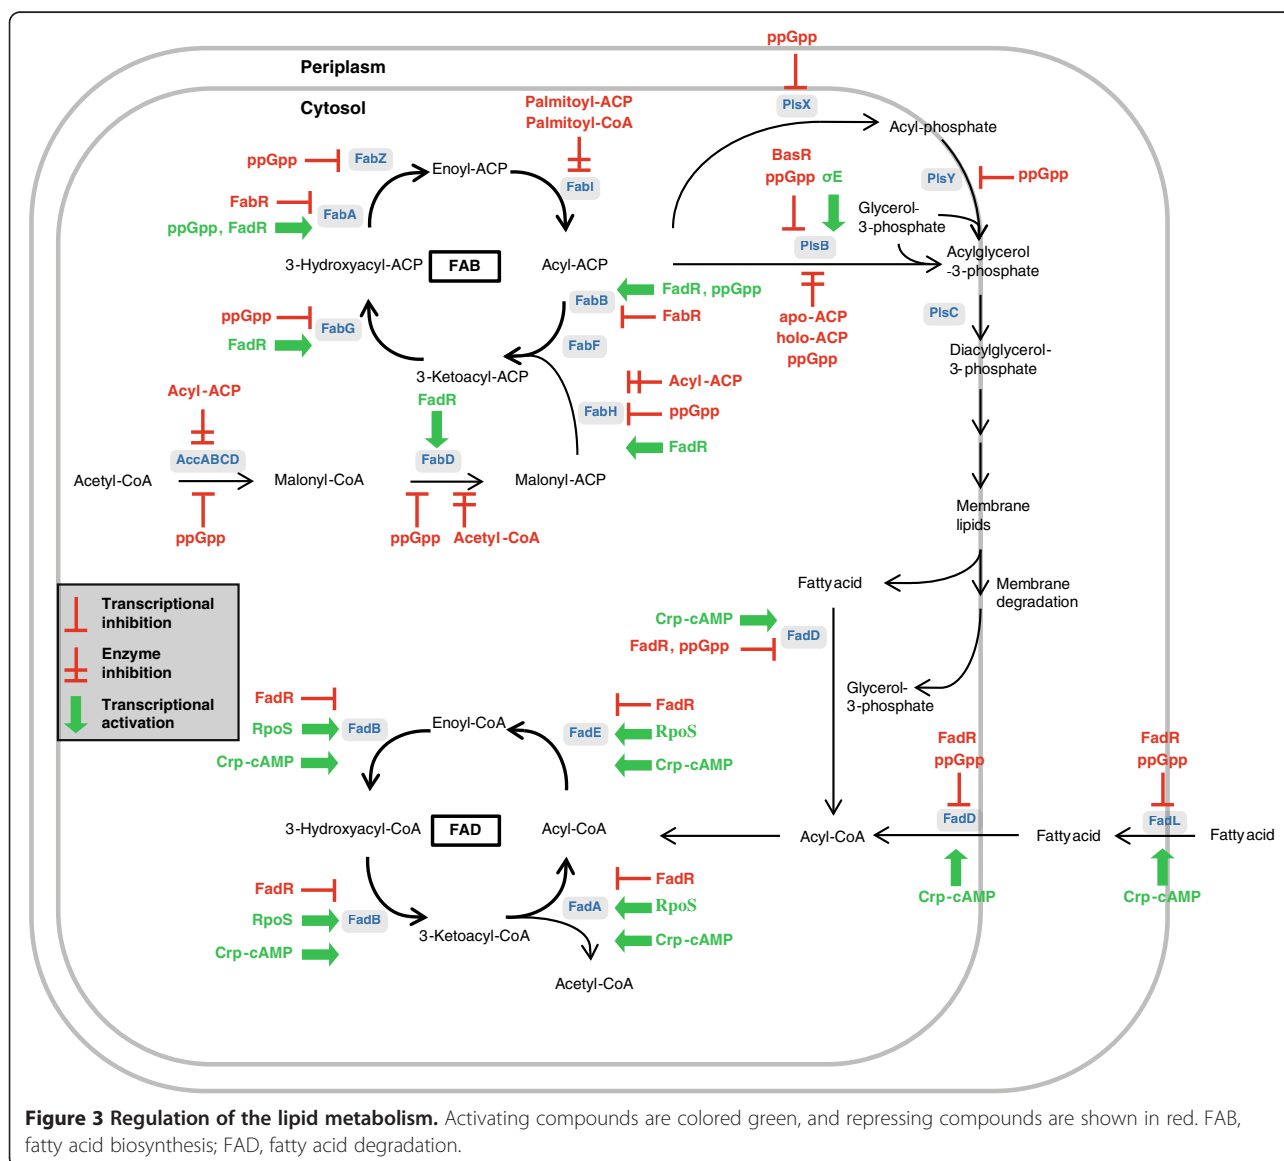 ppGpp
Periplasm
Cytosol
PlsX
Acyl-phosphate
Palmitoyl-ACP
Palmitoyl-CoA
ppGpp
FabZ
Enoyl-ACP
FabI
BasR
ppGpp
σE
PlsY
ppGpp
FabR
FabA
ppGpp, FadR
Glycerol-
3-phosphate
PlsB
3-Hydroxyacyl-ACP
FAB
Acyl-ACP
Acylglycerol
-3-phosphate
FadR, ppGpp
FabB
FabR
apo-ACP
holo-ACP
ppGpp
PlsC
ppGpp
FabG
FadR
FabF
Diacylglycerol-
3-phosphate
3-Ketoacyl-ACP
Acyl-ACP
FadR
Acyl-ACP
FabH
ppGpp
FadR
AccABCD
FabD
Acetyl-CoA
Malonyl-CoA
Malonyl-ACP
Membrane
lipids
ppGpp
ppGpp
Acetyl-CoA
Fatty acid
Membrane
degradation
Transcriptional
inhibition
Enzyme
inhibition
Transcriptional
activation
Crp-cAMP
FadD
FadR, ppGpp
Glycerol-
3-phosphate
FadR
RpoS
FadB
Crp-cAMP
Enoyl-CoA
FadR
FadE
RpoS
Crp-cAMP
FadR
ppGpp
FadR
ppGpp
3-Hydroxyacyl-CoA
FAD
Acyl-CoA
Acyl-CoA
FadD
Fatty acid
FadL
Fatty acid
FadR
RpoS
FadB
Crp-cAMP
3-Ketoacyl-CoA
FadR
FadA
RpoS
Crp-cAMP
Crp-cAMP
Crp-cAMP
Acetyl-CoA
Figure 3 Regulation of the lipid metabolism. Activating compounds are colored green, and repressing compounds are shown in red. FAB,
fatty acid biosynthesis; FAD, fatty acid degradation.